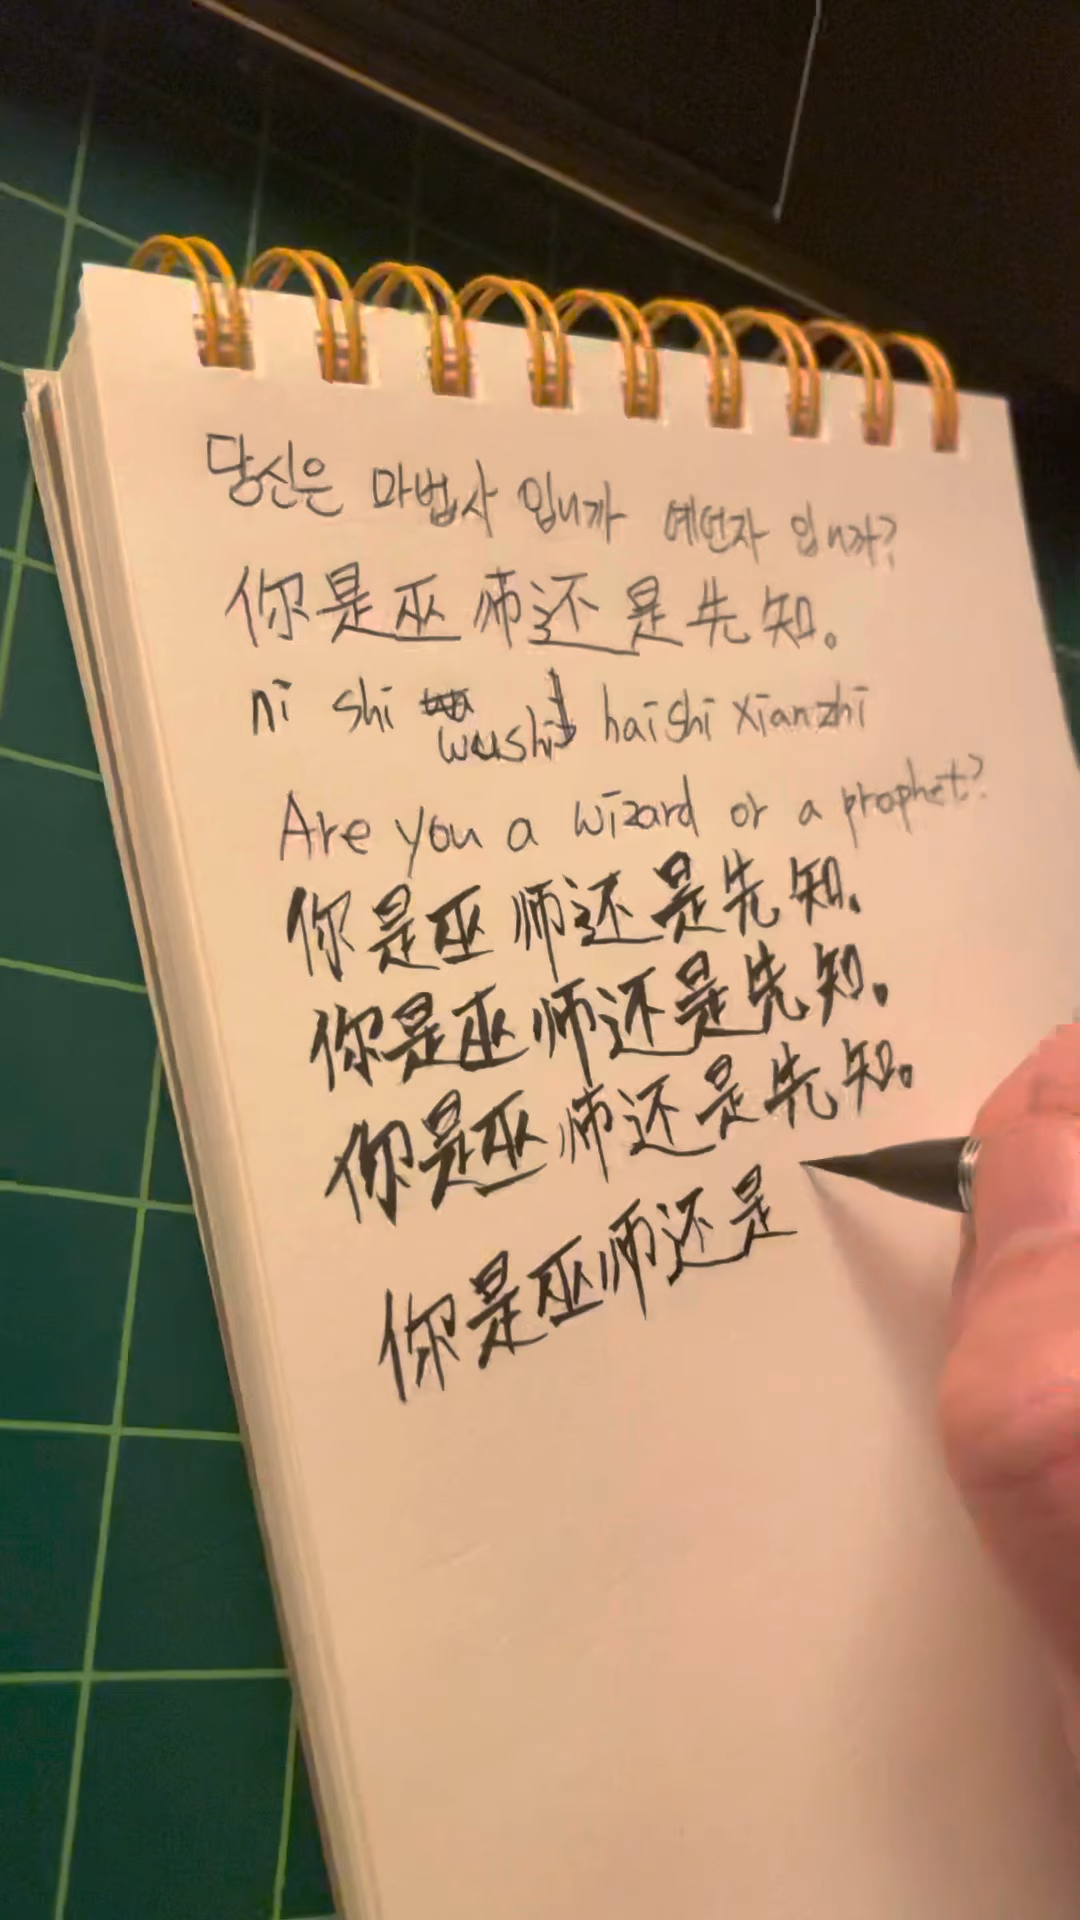 당신은 마법사 입니까 예언자 입니까?
你是巫师还是先知。
ni shi wushi haishi xianzhi
Are you a wizard or a prophet?
你是巫师还是先知。
你是巫师还是先知。
你是巫师还是先知。
你是巫师还是